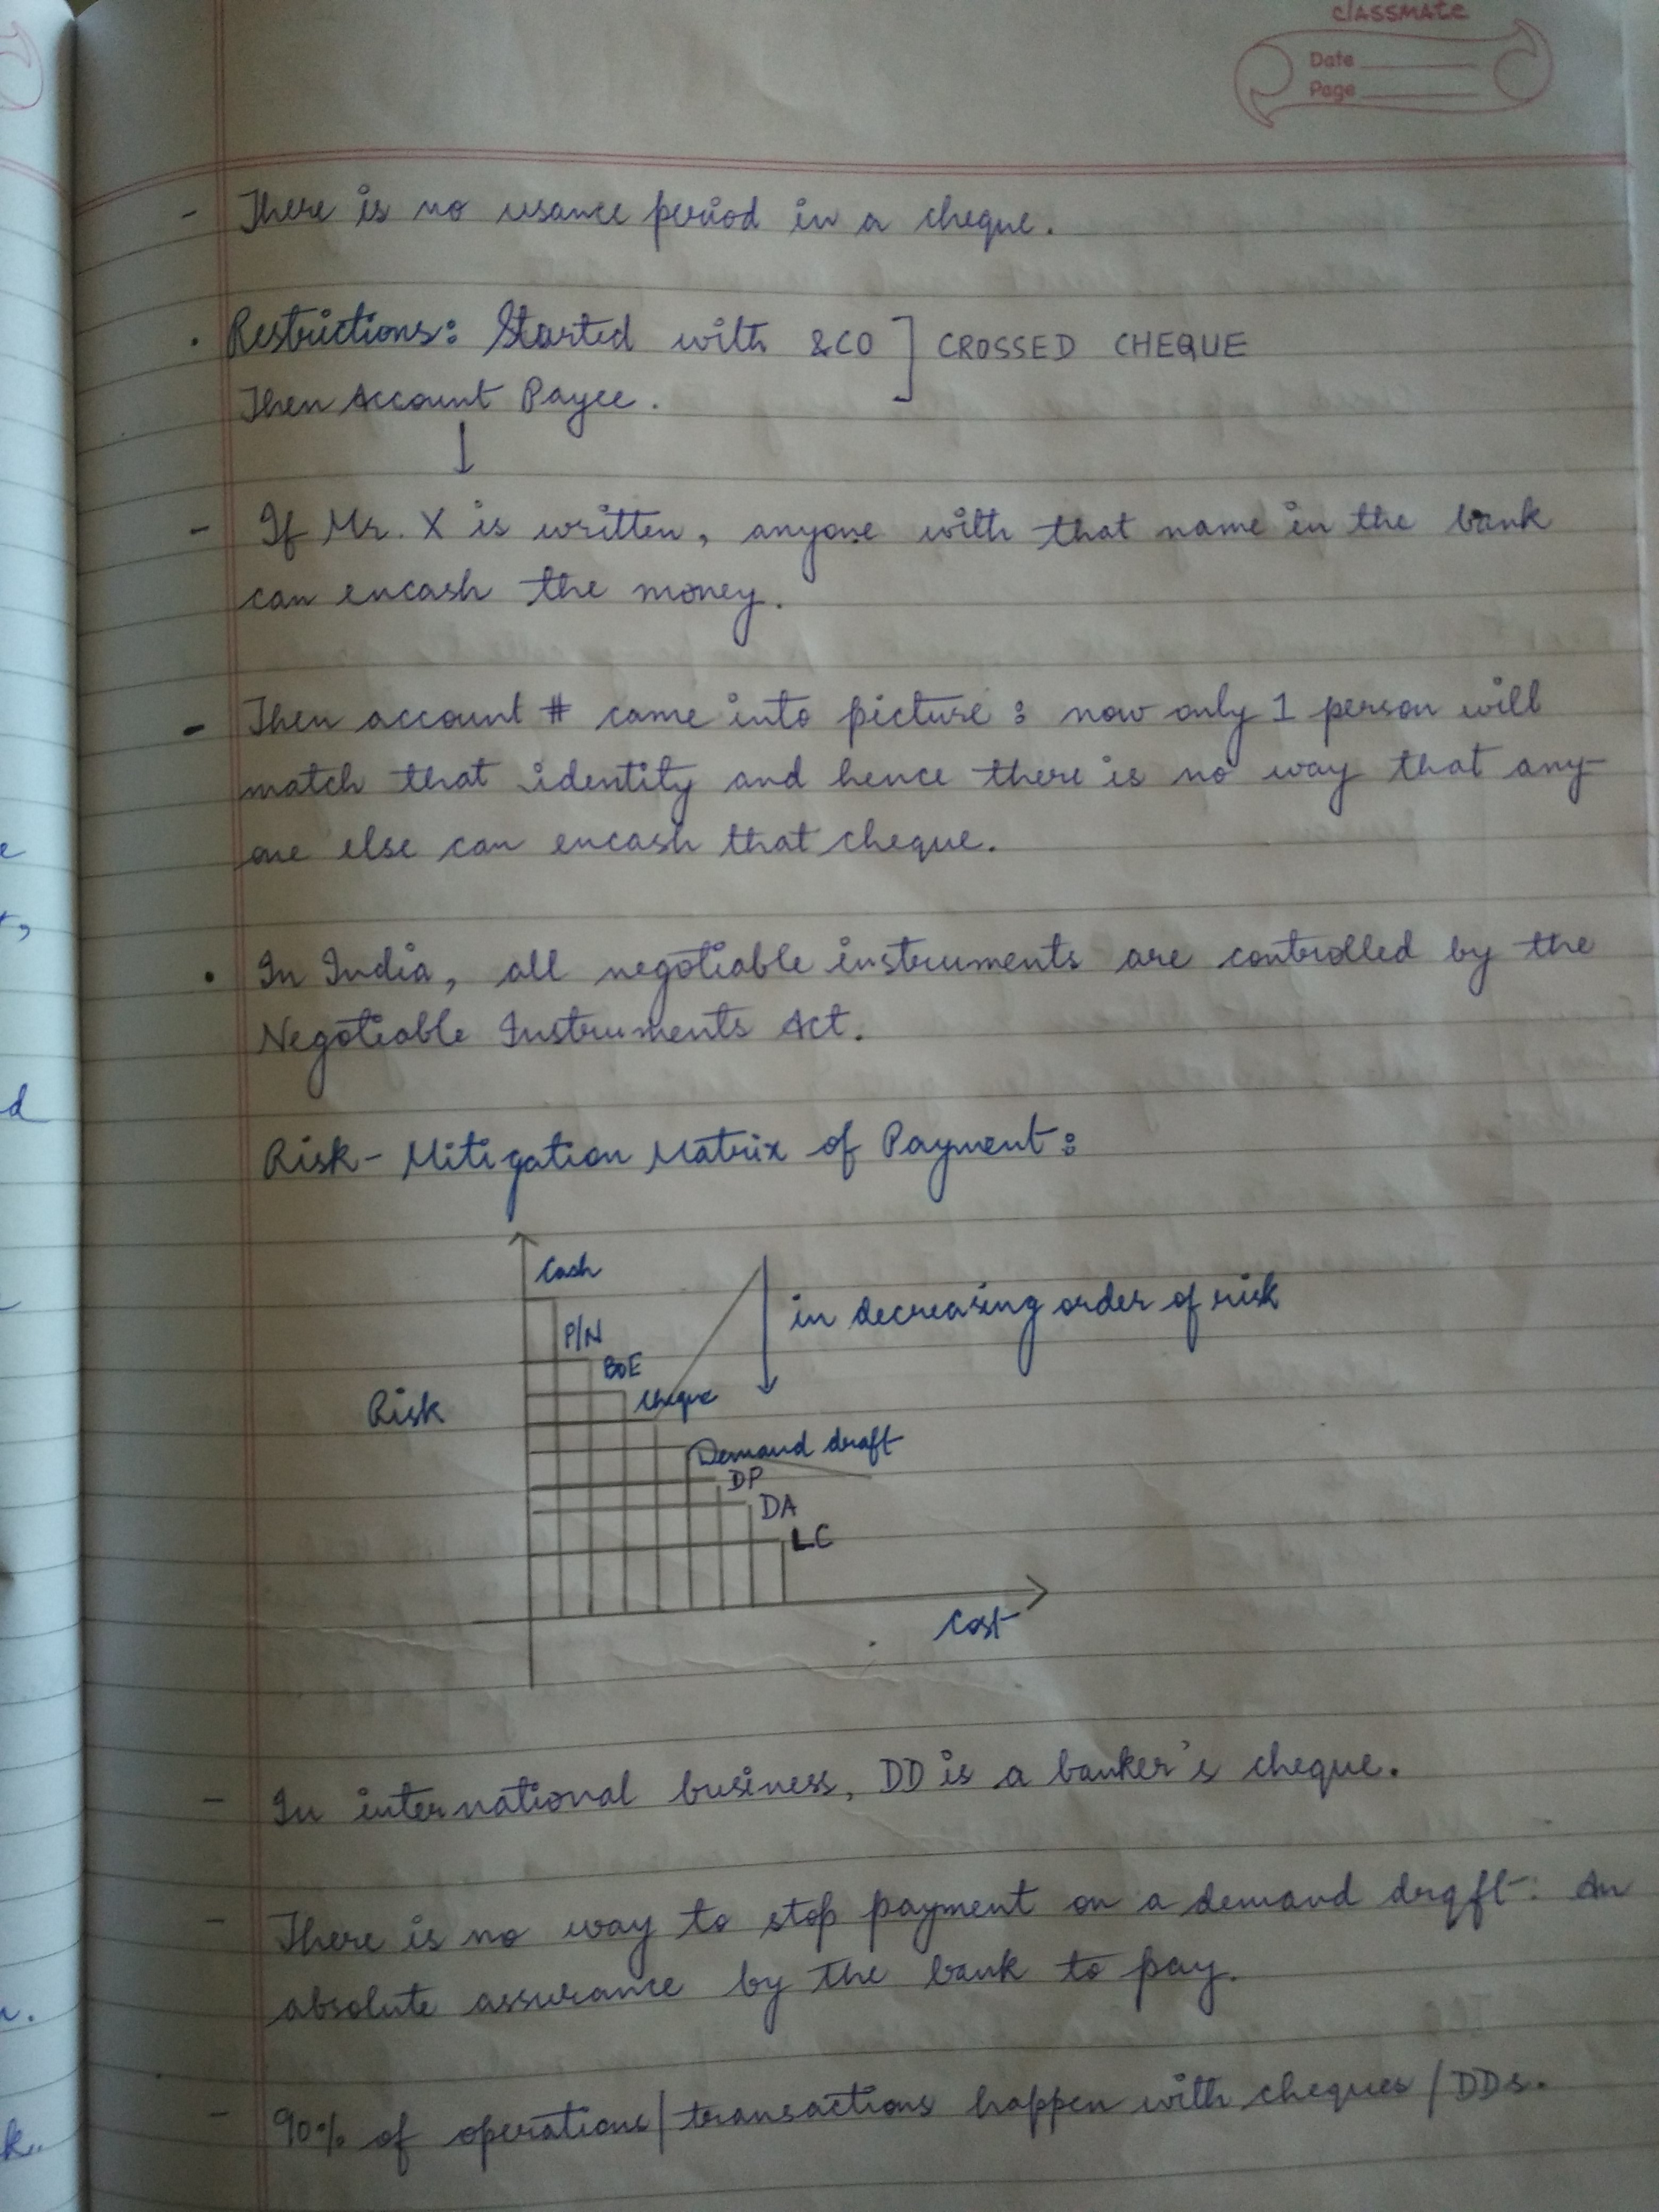 classmate
Date
Page
- There is no usance period in a cheque.
. Restrictions: Started with &CO ] CROSSED CHEQUE
Then Account Payee.
- If Mr. X is written, anyone with that name in the bank
can encash the money.
- Then account # came into picture : now only 1 person will
match that identity and hence there is no way that any-
one else can encash that cheque.
• In India, all negotiable instruments are controlled by the
Negotiable Instruments Act.
Risk - Mitigation Matrix of Payment :
Cash
in decreasing order of risk
P/N
BOE
Cheque
Risk
Demand draft
DP
DA
LC
Cost
- In international business, DD is a banker's cheque.
- There is no way to stop payment on a demand draft : An
absolute assurance by the bank to pay.
- 90% of operations/transactions happen with cheques / DDs.